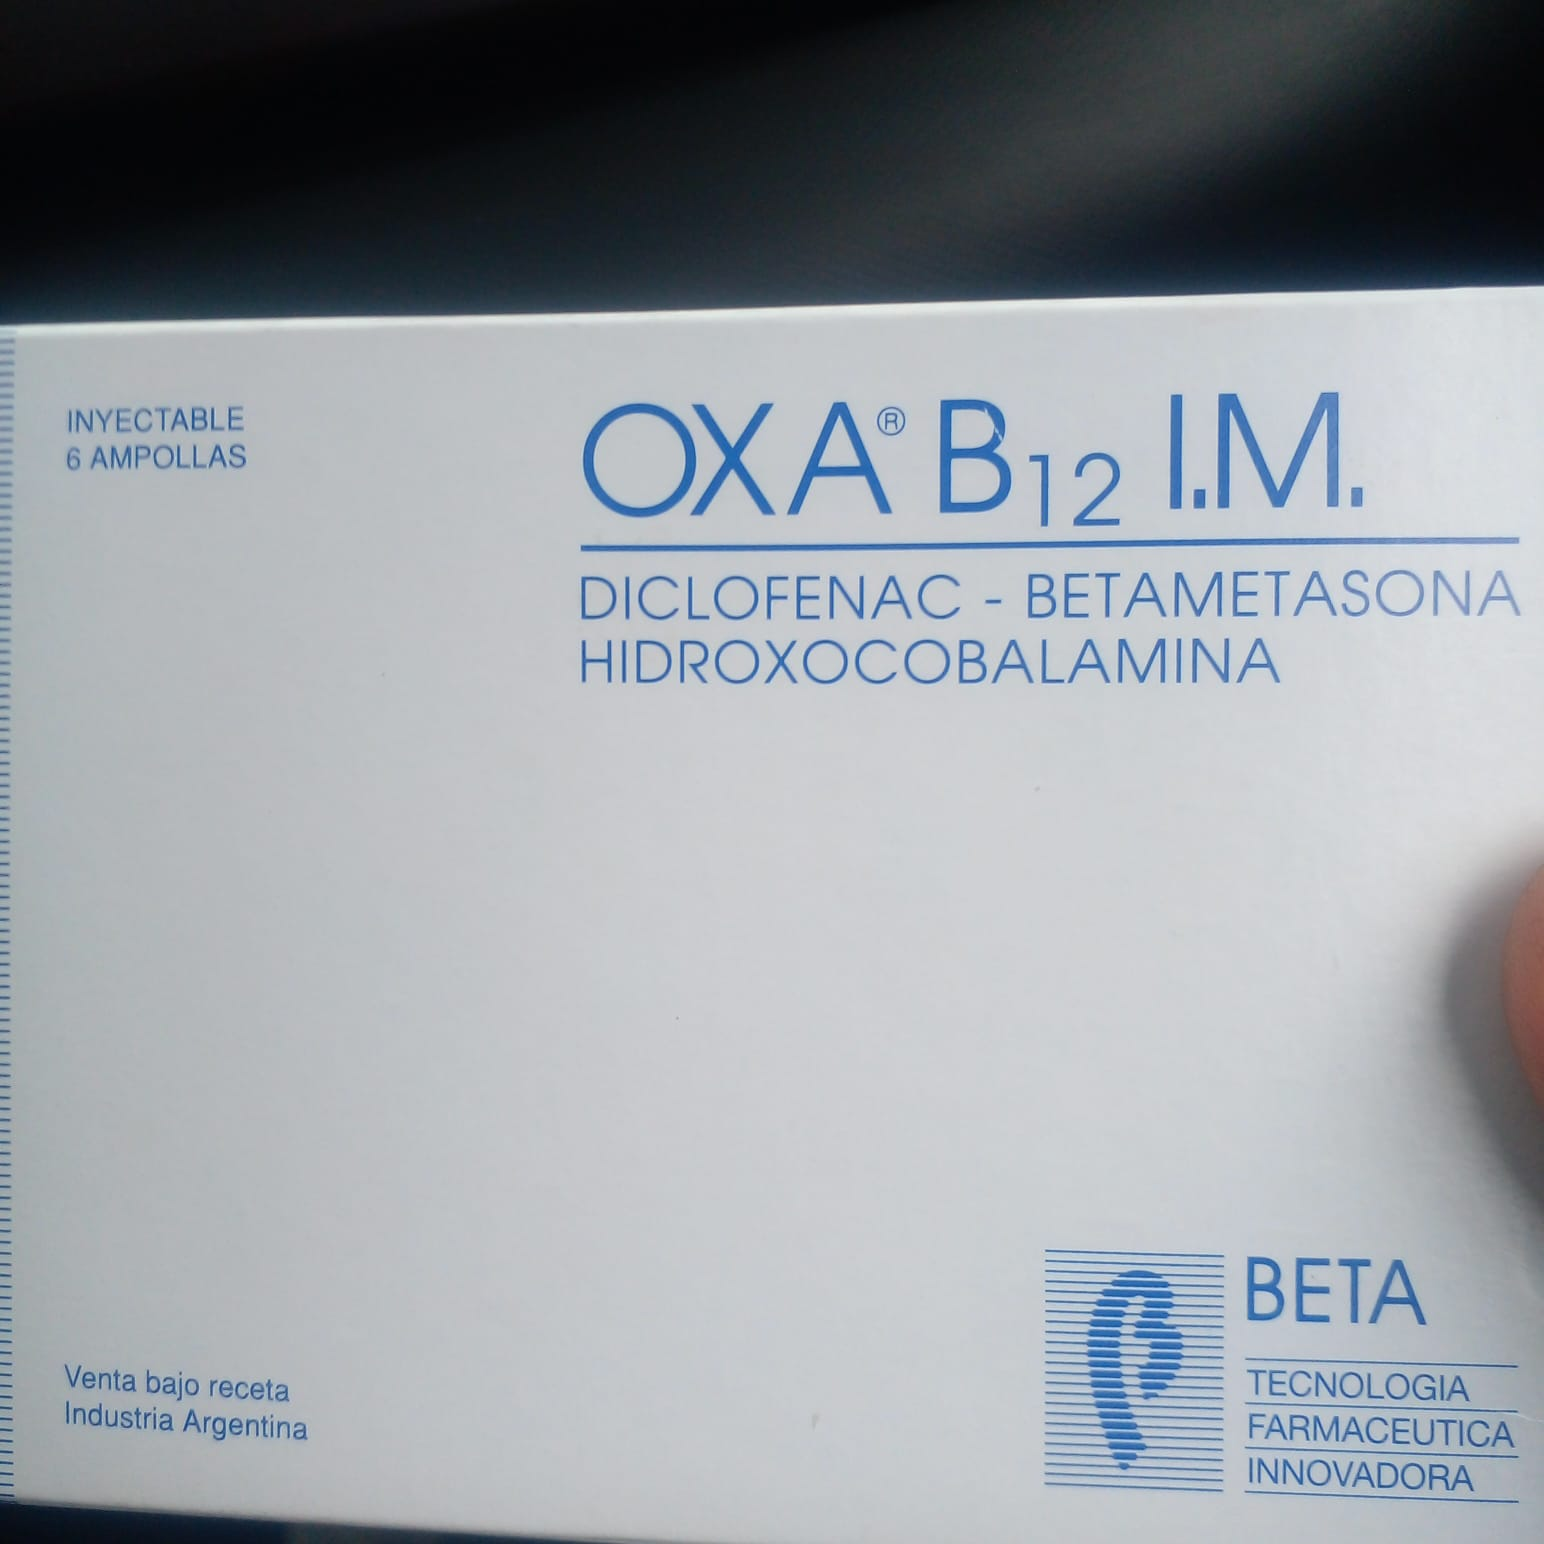 INYECTABLE
6 AMPOLLAS
OXA® B12 I.M.
DICLOFENAC - BETAMETASONA
HIDROXOCOBALAMINA
Venta bajo receta
Industria Argentina
β
BETA
TECNOLOGIA
FARMACEUTICA
INNOVADORA